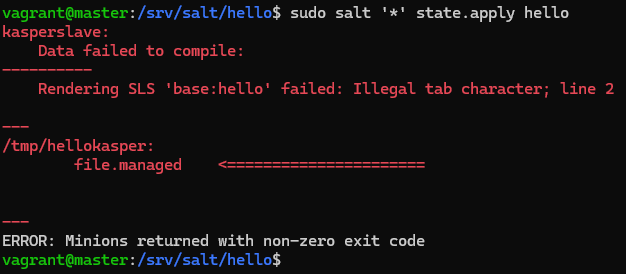 vagrant@master:/srv/salt/hello$ sudo salt '*' state.apply hello
kasperslave:
    Data failed to compile:
----------
    Rendering SLS 'base:hello' failed: Illegal tab character; line 2

---
/tmp/hellokasper:
        file.managed    <======================


---
ERROR: Minions returned with non-zero exit code
vagrant@master:/srv/salt/hello$